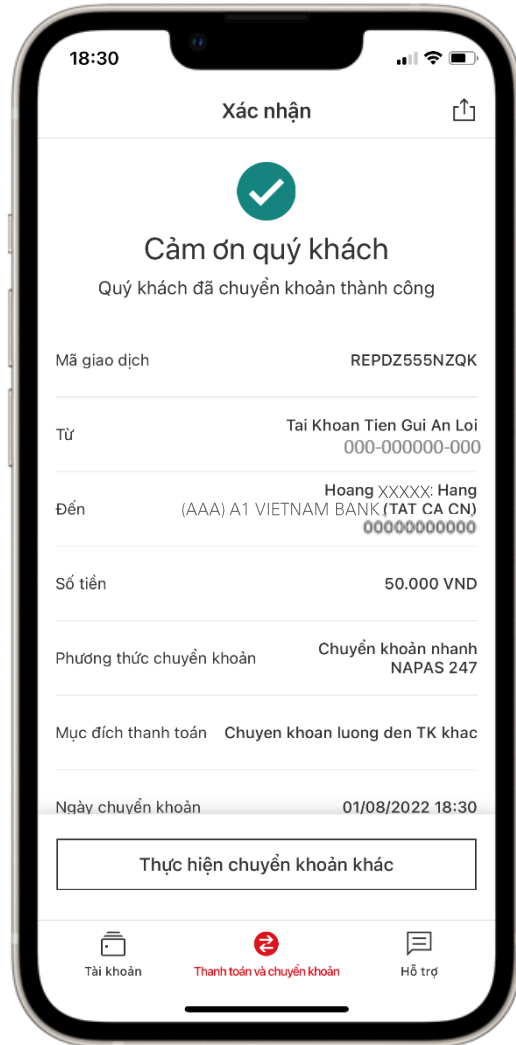 18:30
Xác nhận
Cảm ơn quý khách
Quý khách đã chuyển khoản thành công
Mã giao dịch REPDZ555NZQK
Từ Tai Khoan Tien Gui An Loi
000-000000-000
Đến Hoang XXXXX: Hang
(AAA) A1 VIETNAM BANK (TAT CA CN)
00000000000
Số tiền 50.000 VND
Phương thức chuyển khoản Chuyển khoản nhanh
NAPAS 247
Mục đích thanh toán Chuyen khoan luong den TK khac
Ngày chuyển khoản 01/08/2022 18:30
Thực hiện chuyển khoản khác
Tài khoản Thanh toán và chuyển khoản Hỗ trợ